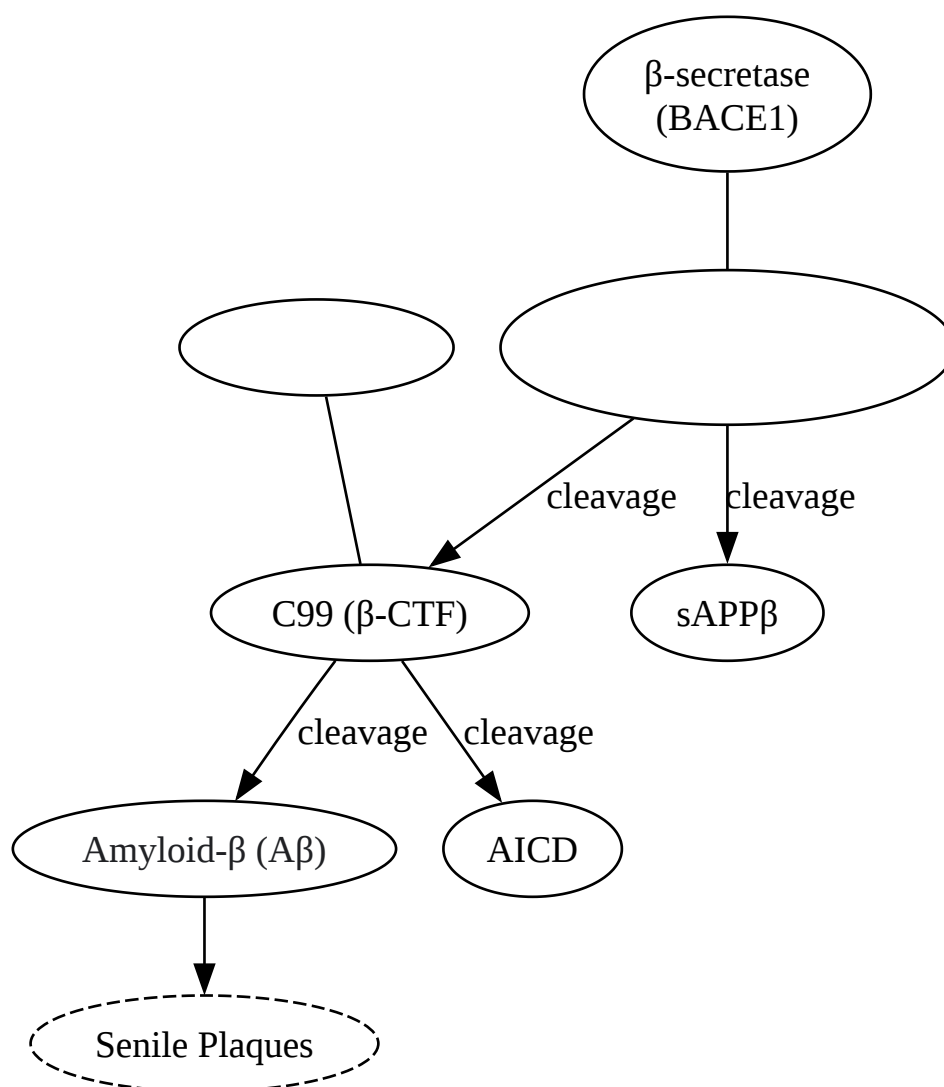 β-secretase
(BACE1)
cleavage
cleavage
C99 (β-CTF)
sAPPβ
cleavage
cleavage
Amyloid-β (Aβ)
AICD
Senile Plaques